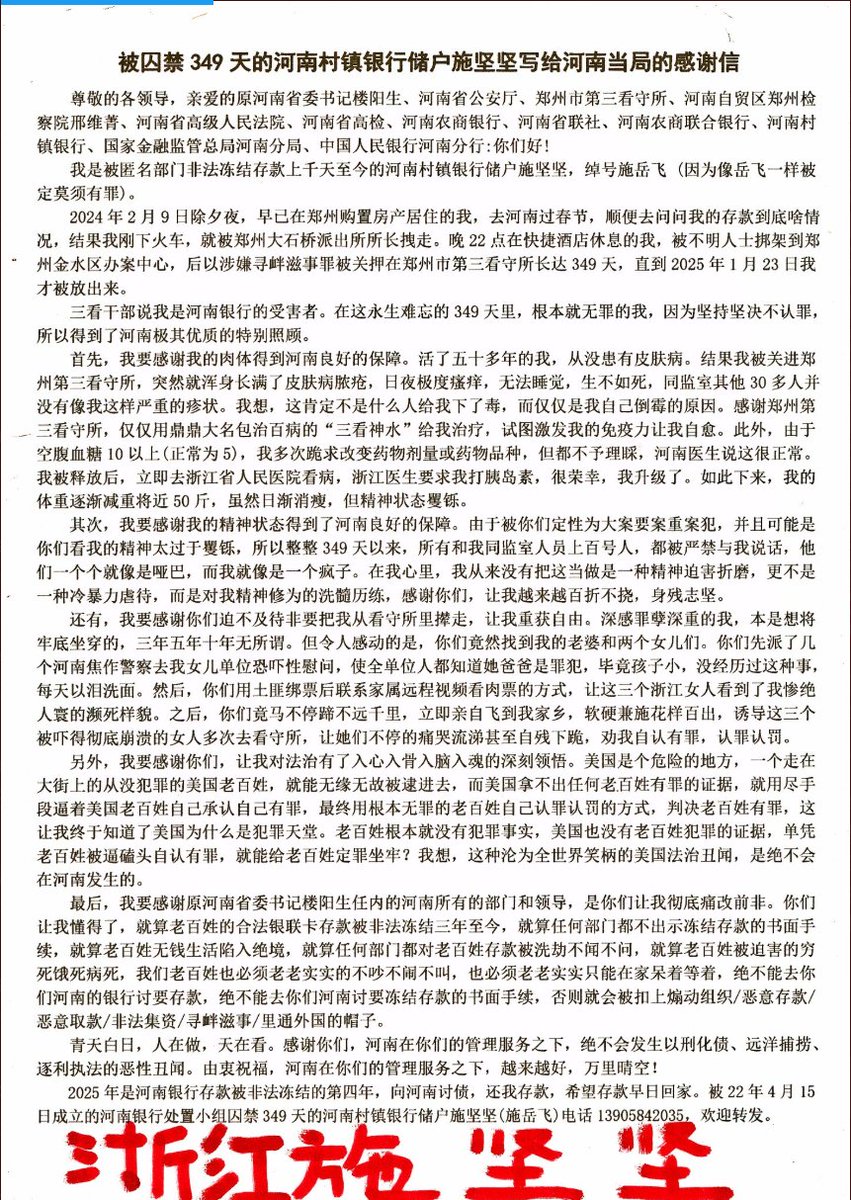 被囚禁 349 天的河南村镇银行储户施坚坚写给河南当局的感谢信
尊敬的各领导，亲爱的原河南省委书记楼阳生、河南省公安厅、郑州市第三看守所、河南自贸区郑州检
察院邢维菁、河南省高级人民法院、河南省高检、河南农商银行、河南省联社、河南农商联合银行、河南村
镇银行、国家金融监管总局河南分局、中国人民银行河南分行:你们好!
我是被匿名部门非法冻结存款上千天至今的河南村镇银行储户施坚坚，绰号施岳飞 (因为像岳飞一样被
定莫须有罪)。
2024 年 2 月 9 日除夕夜，早已在郑州购置房产居住的我，去河南过春节，顺便去问问我的存款到底啥情
况，结果我刚下火车，就被郑州大石桥派出所所长拽走。晚 22 点在快捷酒店休息的我，被不明人士掷架到郑
州金水区办案中心，后以涉嫌寻衅滋事罪被关押在郑州市第三看守所长达 349 天，直到 2025 年 1 月 23 日我
才被放出来。
三看干部说我是河南银行的受害者。在这永生难忘的 349 天里，根本就无罪的我，因为坚持坚决不认罪，
所以得到了河南极其优质的特别照顾。
首先，我要感谢我的肉体得到河南良好的保障。活了五十多年的我，从没患有皮肤病。结果我被关进郑
州第三看守所，突然就浑身长满了皮肤病脓疮，日夜极度瘙痒，无法睡觉，生不如死，同监室其他 30 多人并
没有像我这样严重的疹状。我想，这肯定不是什么人给我下了毒，而仅仅是我自己倒霉的原因。感谢郑州第
三看守所，仅仅用鼎鼎大名包治百病的“三看神水”给我治疗，试图激发我的免疫力让我自愈。此外，由于
空腹血糖 10 以上(正常为 5)，我多次跪求改变药物剂量或药物品种，但都不予理睬，河南医生说这很正常。
我被释放后，立即去浙江省人民医院看病，浙江医生要求我打胰岛素，很荣幸，我升级了。如此下来，我的
体重逐渐减重将近 50 斤，虽然日渐消瘦，但精神状态矍铄。
其次，我要感谢我的精神状态得到了河南良好的保障。由于被你们定性为大案要案重案犯，并且可能是
你们看我的精神太过于矍铄，所以整整 349 天以来，所有和我同监室人员上百号人，都被严禁与我说话，他
们一个个就像是哑巴，而我就像是一个疯子。在我心里，我从来没有把这当做是一种精神迫害折磨，更不是
一种冷暴力虐待，而是对我精神修为的洗髓历练，感谢你们，让我越来越百折不挠，身残志坚。
还有，我要感谢你们迫不及待非要把我从看守所里撵走，让我重获自由。深感罪孽深重的我，本是想将
牢底坐穿的，三年五年十年无所谓。但令人感动的是，你们竟然找到我的老婆和两个女儿们。你们先派了几
个河南焦作警察去我女儿单位恐吓性慰问，使全单位人都知道她爸爸是罪犯，毕竟孩子小，没经历过这种事，
每天以泪洗面。然后，你们用土匪绑票后联系家属远程视频看肉票的方式，让这三个浙江女人看到了我惨绝
人寰的濒死样貌。之后，你们竟马不停蹄不远千里，立即亲自飞到我家乡，软硬兼施花样百出，诱导这三个
被吓得彻底崩溃的女人多次去看守所，让她们不停的痛哭流涕甚至自残下跪，劝我自认有罪，认罪认罚。
另外，我要感谢你们，让我对法治有了入心入骨入脑入魂的深刻领悟。美国是个危险的地方，一个走在
大街上的从没犯罪的美国老百姓，就能无缘无故被逮进去，而美国拿不出任何老百姓有罪的证据，就用尽手
段逼着美国老百姓自己承认自己有罪，最终用根本无罪的老百姓自己认罪认罚的方式，判决老百姓有罪，这
让我终于知道了美国为什么是犯罪天堂。老百姓根本就没有犯罪事实，美国也没有老百姓犯罪的证据，单凭
老百姓被逼磕头自认有罪，就能给老百姓定罪坐牢？我想，这种沦为全世界笑柄的美国法治丑闻，是绝不会
在河南发生的。
最后，我要感谢原河南省委书记楼阳生任内的河南所有的部门和领导，是你们让我彻底痛改前非。你们
让我懂得了，就算老百姓的合法银联卡存款被非法冻结三年至今，就算任何部门都不出示冻结存款的书面手
续，就算老百姓无钱生活陷入绝境，就算任何部门都对老百姓存款被洗劫不闻不问，就算老百姓被迫害的穷
死饿死病死，我们老百姓也必须老老实实的不吵不闹不叫，也必须老老实实只能在家呆着等着，绝不能去你
们河南的银行讨要存款，绝不能去你们河南讨要冻结存款的书面手续，否则就会被扣上煽动组织/恶意存款/
恶意取款/非法集资/寻衅滋事/里通外国的帽子。
青天白日，人在做，天在看。感谢你们，河南在你们的管理服务之下，绝不会发生以刑化债、远洋捕捞、
逐利执法的恶性丑闻。由衷祝福，河南在你们的管理服务之下，越来越好，万里晴空！
2025 年是河南银行存款被非法冻结的第四年，向河南讨债，还我存款，希望存款早日回家。被 22 年 4 月 15
日成立的河南银行处置小组囚禁 349 天的河南村镇银行储户施坚坚(施岳飞)电话 13905842035，欢迎转发。
浙江施坚坚